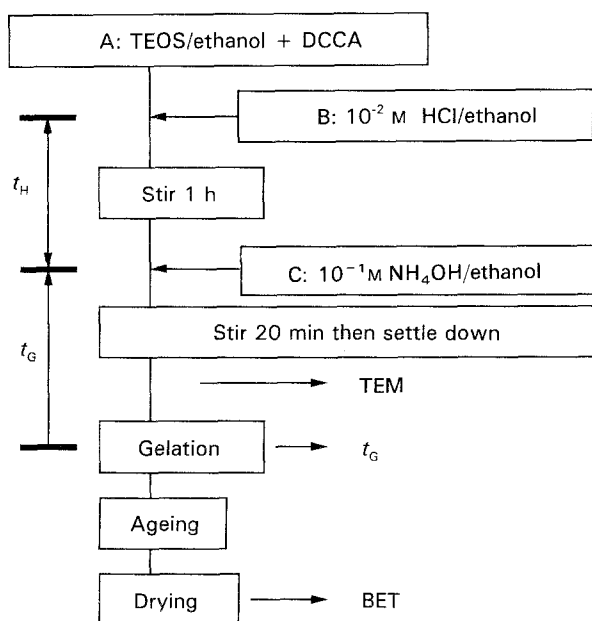 A: TEOS/ethanol + DCCA
B: 10⁻² M HCl/ethanol
t_H
Stir 1 h
C: 10⁻¹M NH₄OH/ethanol
Stir 20 min then settle down
t_G
TEM
Gelation
t_G
Ageing
Drying
BET